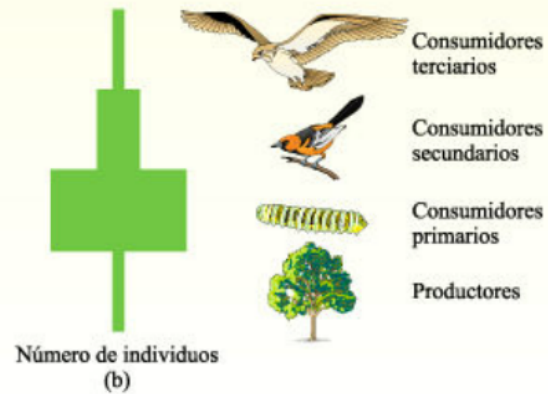 Consumidores
terciarios
Consumidores
secundarios
Consumidores
primarios
Productores
Número de individuos
(b)